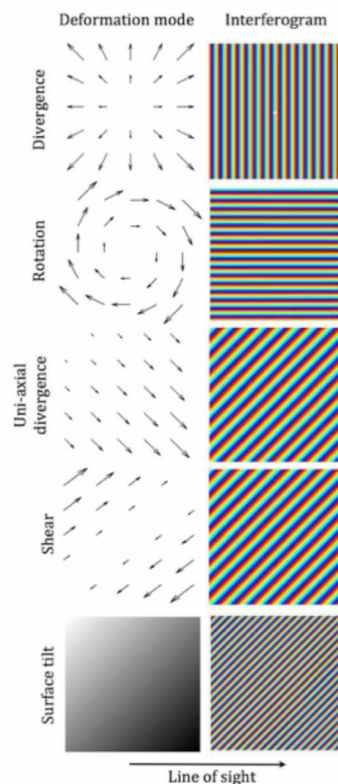 Deformation mode Interferogram
Divergence
Rotation
Uni-axial
divergence
Shear
Surface tilt
Line of sight